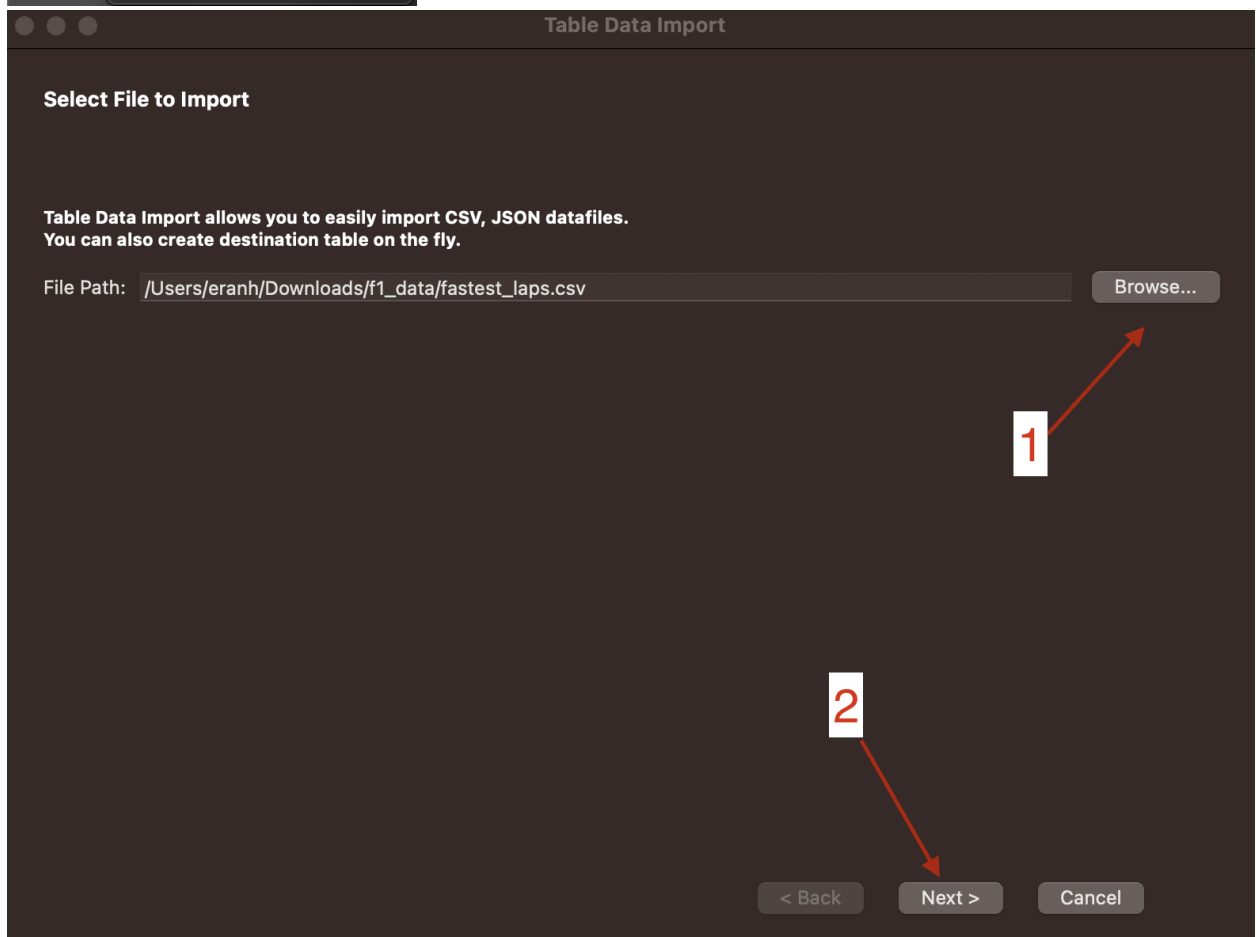 Table Data Import
Select File to Import
Table Data Import allows you to easily import CSV, JSON datafiles.
You can also create destination table on the fly.
File Path: /Users/eranh/Downloads/f1_data/fastest_laps.csv Browse...
1
2
< Back Next > Cancel